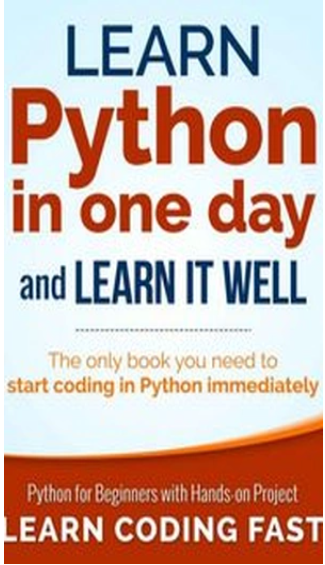 LEARN
Python
in one day
and LEARN IT WELL
The only book you need to
start coding in Python immediately
Python for Beginners with Hands-on Project
LEARN CODING FAST